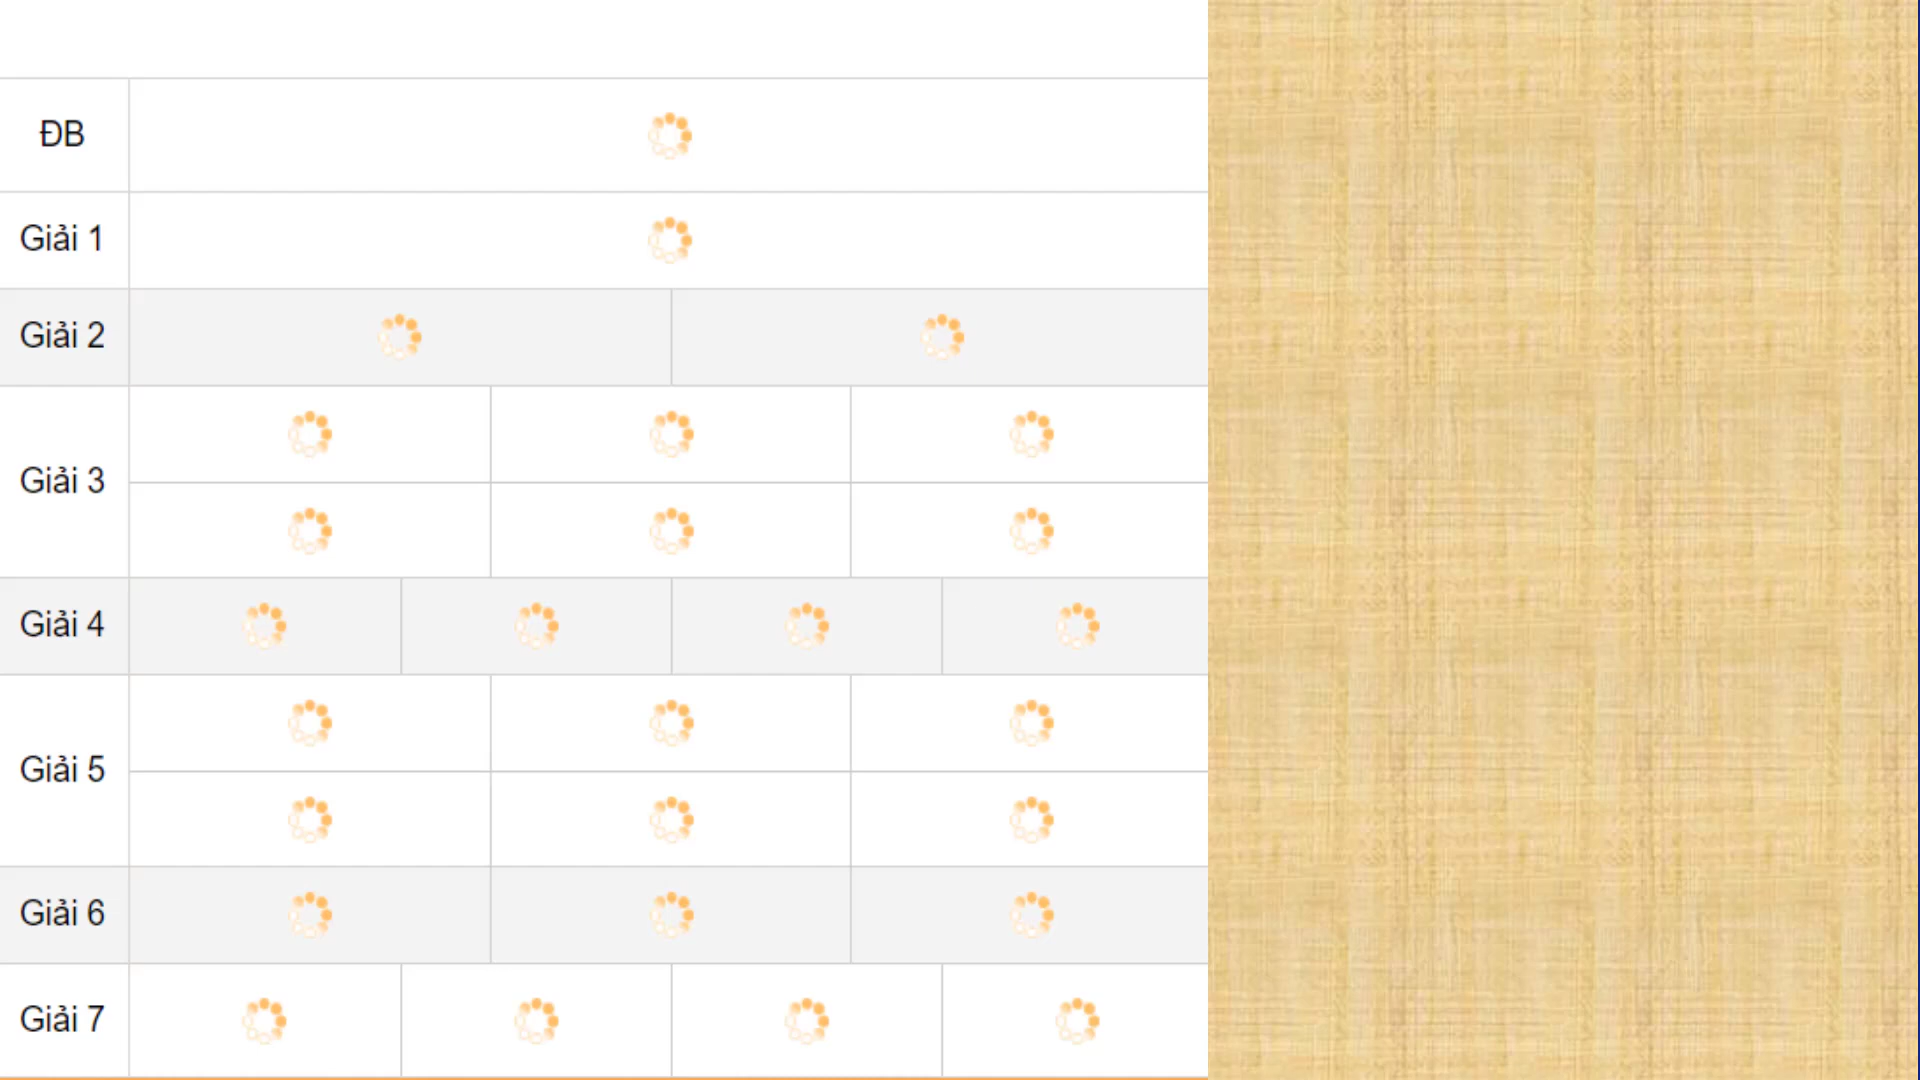 ĐB
Giải 1
Giải 2
Giải 3
Giải 4
Giải 5
Giải 6
Giải 7